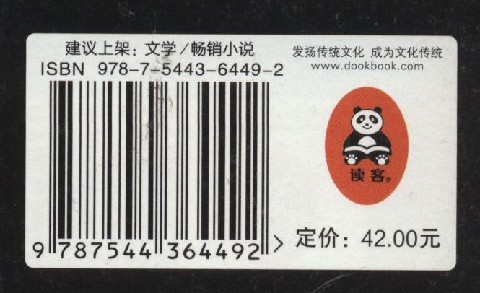 建议上架：文学/畅销小说
ISBN 978-7-5443-6449-2
发扬传统文化 成为文化传统
www.dookbook.com
读客®
9 787544 364492 >
定价：42.00元